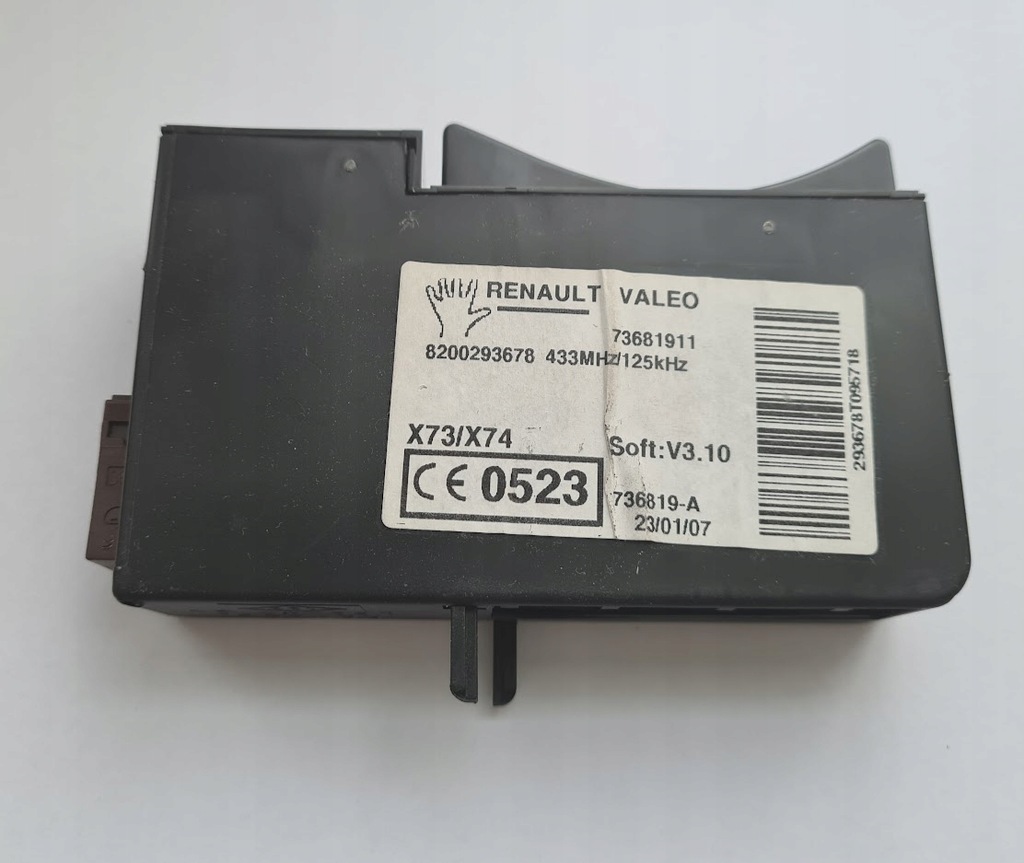 RENAULT VALEO
73681911
8200293678 433MHz/125kHz
X73/X74
Soft:V3.10
CE 0523
736819-A
23/01/07
293678T095718